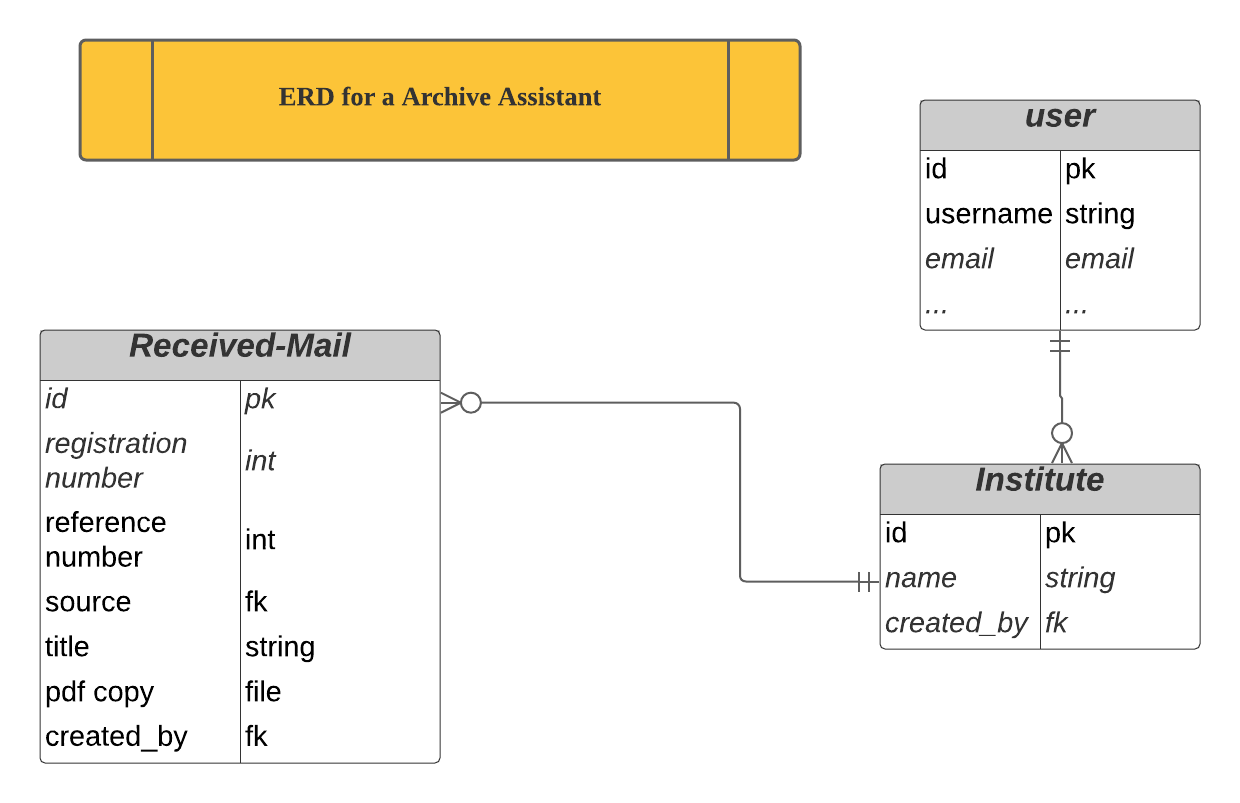 ERD for a Archive Assistant
user
id pk
username string
email email
... ...
Received-Mail
id pk
registration
number
int
reference
number
int
source fk
title string
pdf copy file
created_by fk
Institute
id pk
name string
created_by fk